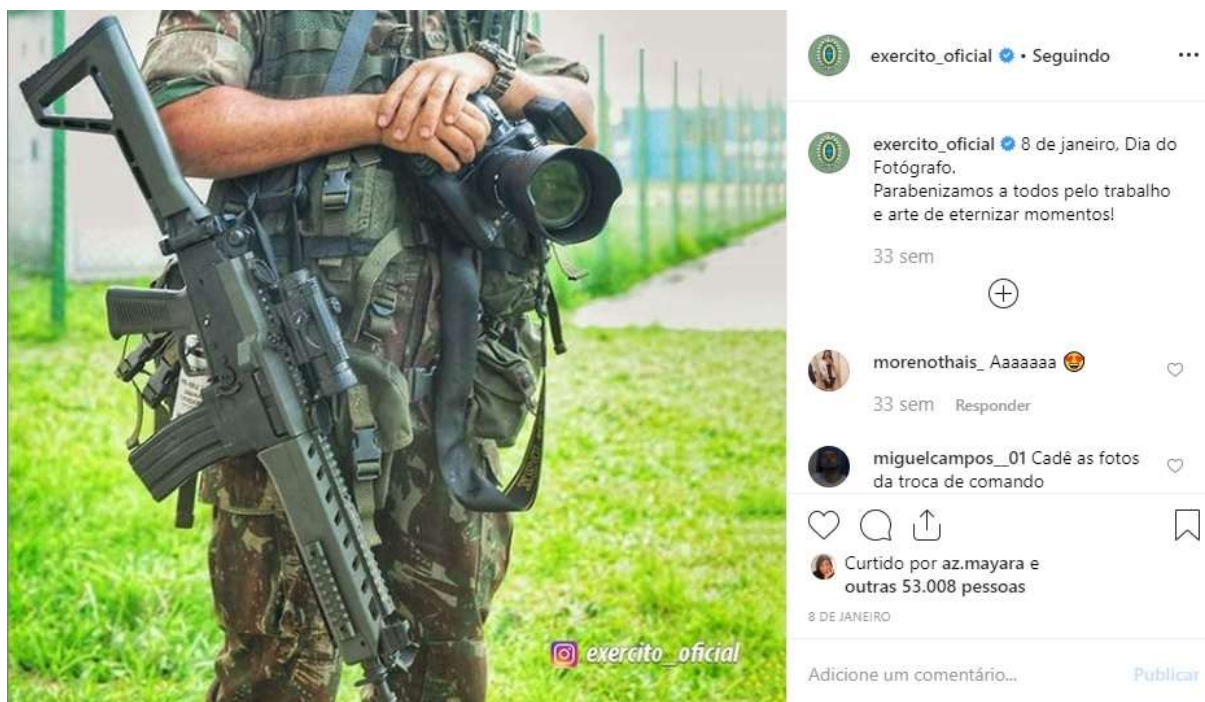 exercito_oficial • Seguindo
exercito_oficial 8 de janeiro, Dia do
Fotógrafo.
Parabenizamos a todos pelo trabalho
e arte de eternizar momentos!
33 sem
morenothais_ Aaaaaaa 🤩
33 sem Responder
miguelcampos__01 Cadê as fotos
da troca de comando
Curtido por az.mayara e
outras 53.008 pessoas
8 DE JANEIRO
Adicione um comentário...
Publicar
exercito_oficial